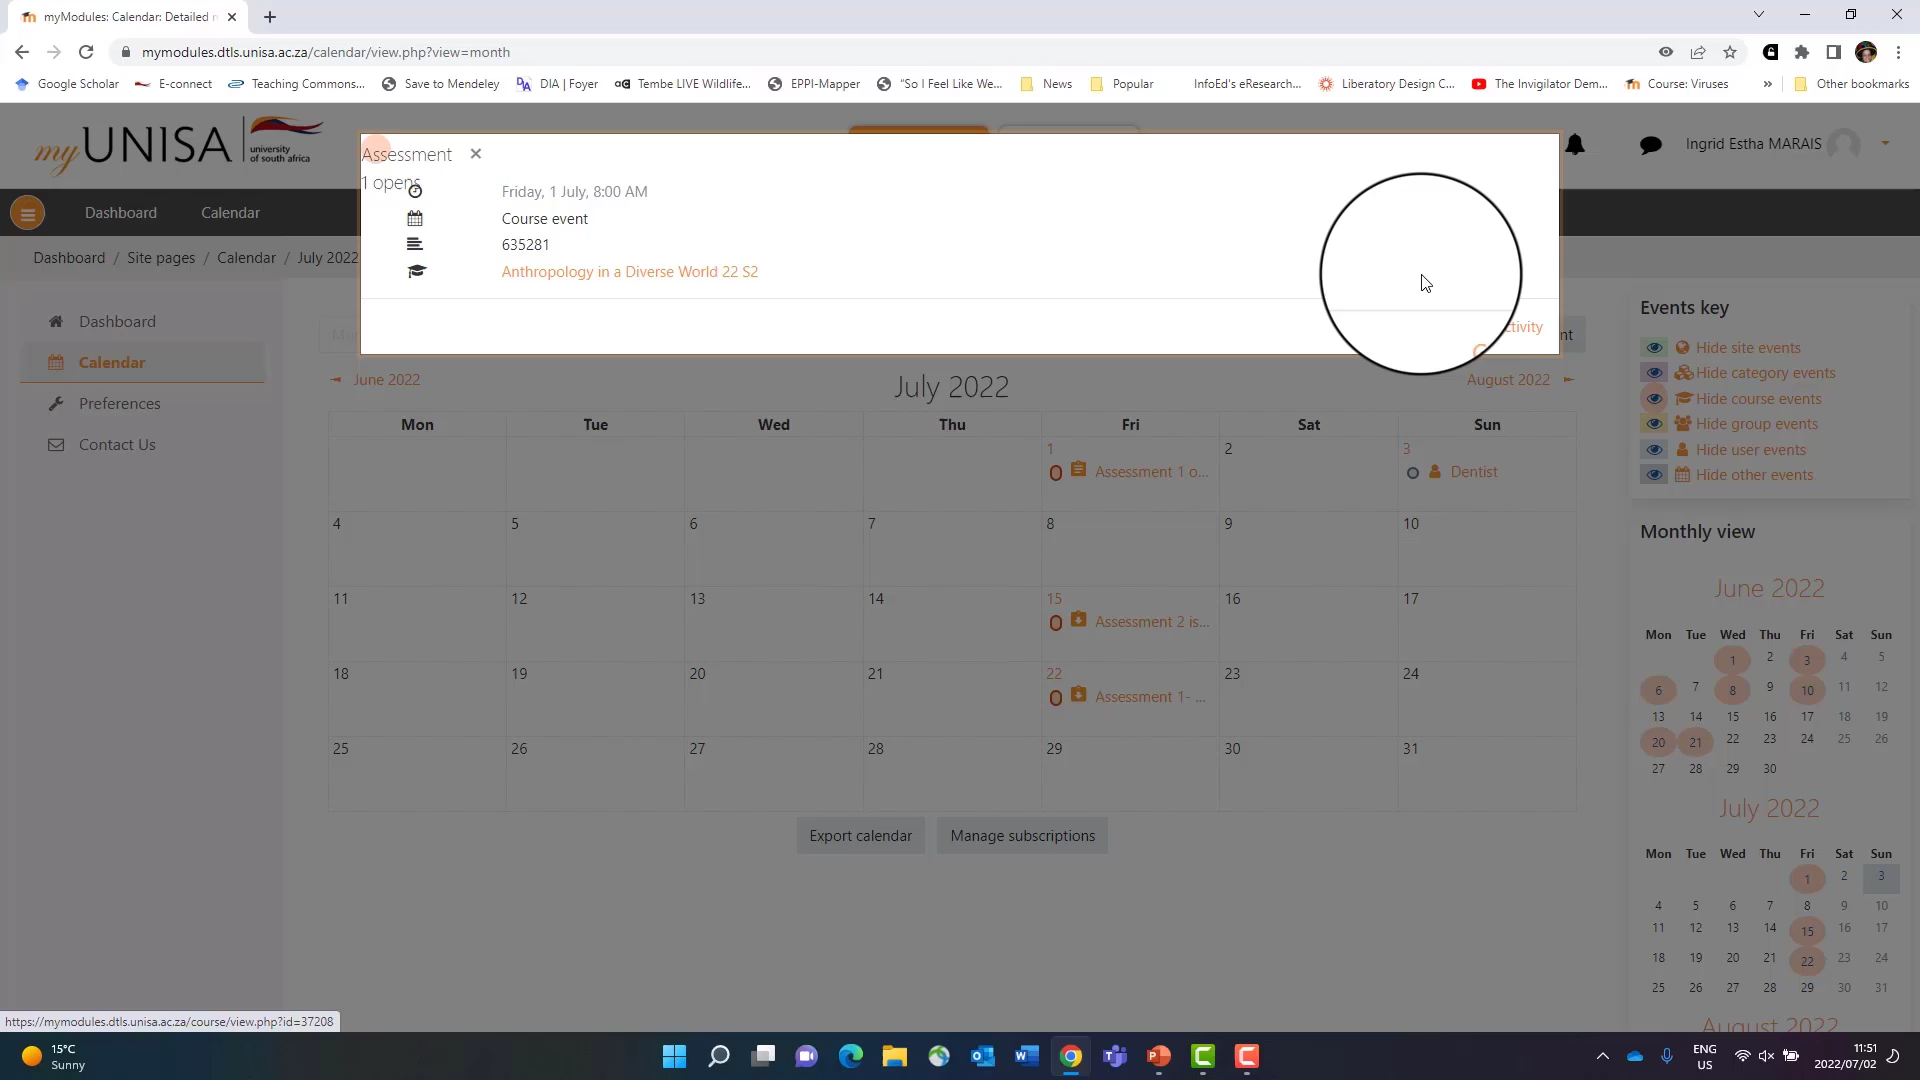 myModules: Calendar: Detailed
mymodules.dtls.unisa.ac.za/calendar/view.php?view=month
Google Scholar
E-connect
Teaching Commons...
Save to Mendeley
DIA | Foyer
Tembe LIVE Wildlife...
EPPI-Mapper
"So I Feel Like We...
News
Popular
InfoEd's eResearch...
Liberatory Design C...
The Invigilator Dem...
Course: Viruses
»
Other bookmarks
myUNISA
university
of south africa
Ingrid Estha MARAIS
Assessment
1 opens
Friday, 1 July, 8:00 AM
Course event
635281
Anthropology in a Diverse World 22 S2
Dashboard
Calendar
Dashboard / Site pages / Calendar / July 2022
Dashboard
Calendar
Preferences
Contact Us
June 2022
July 2022
August 2022
Mon Tue Wed Thu Fri Sat Sun
1 2 3
Assessment 1 o...
Dentist
4 5 6 7 8 9 10
11 12 13 14 15 16 17
Assessment 2 is...
18 19 20 21 22 23 24
Assessment 1- ...
25 26 27 28 29 30 31
Export calendar
Manage subscriptions
Events key
Hide site events
Hide category events
Hide course events
Hide group events
Hide user events
Hide other events
Monthly view
June 2022
Mon Tue Wed Thu Fri Sat Sun
1 2 3 4 5
6 7 8 9 10 11 12
13 14 15 16 17 18 19
20 21 22 23 24 25 26
27 28 29 30
July 2022
Mon Tue Wed Thu Fri Sat Sun
1 2 3
4 5 6 7 8 9 10
11 12 13 14 15 16 17
18 19 20 21 22 23 24
25 26 27 28 29 30 31
August 2022
https://mymodules.dtls.unisa.ac.za/course/view.php?id=37208
15°C
Sunny
ENG
US
11:51
2022/07/02